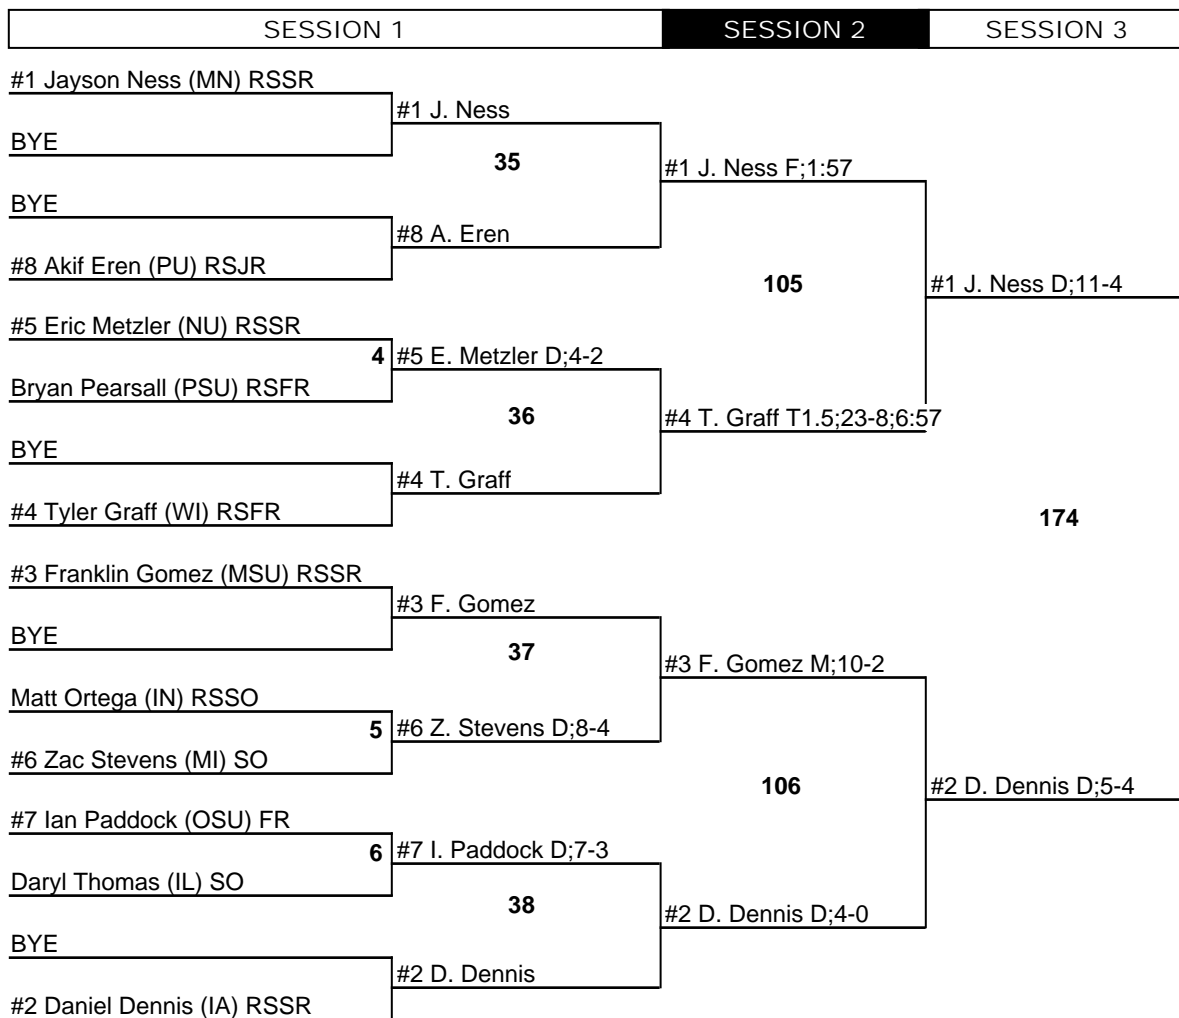 SESSION 1
SESSION 2
SESSION 3
#1 Jayson Ness (MN) RSSR
#1 J. Ness
BYE
35
#1 J. Ness F;1:57
BYE
#8 A. Eren
#8 Akif Eren (PU) RSJR
105
#1 J. Ness D;11-4
#5 Eric Metzler (NU) RSSR
4
#5 E. Metzler D;4-2
Bryan Pearsall (PSU) RSFR
36
#4 T. Graff T1.5;23-8;6:57
BYE
#4 T. Graff
#4 Tyler Graff (WI) RSFR
174
#3 Franklin Gomez (MSU) RSSR
#3 F. Gomez
BYE
37
#3 F. Gomez M;10-2
Matt Ortega (IN) RSSO
5
#6 Z. Stevens D;8-4
#6 Zac Stevens (MI) SO
106
#2 D. Dennis D;5-4
#7 Ian Paddock (OSU) FR
6
#7 I. Paddock D;7-3
Daryl Thomas (IL) SO
38
#2 D. Dennis D;4-0
BYE
#2 D. Dennis
#2 Daniel Dennis (IA) RSSR